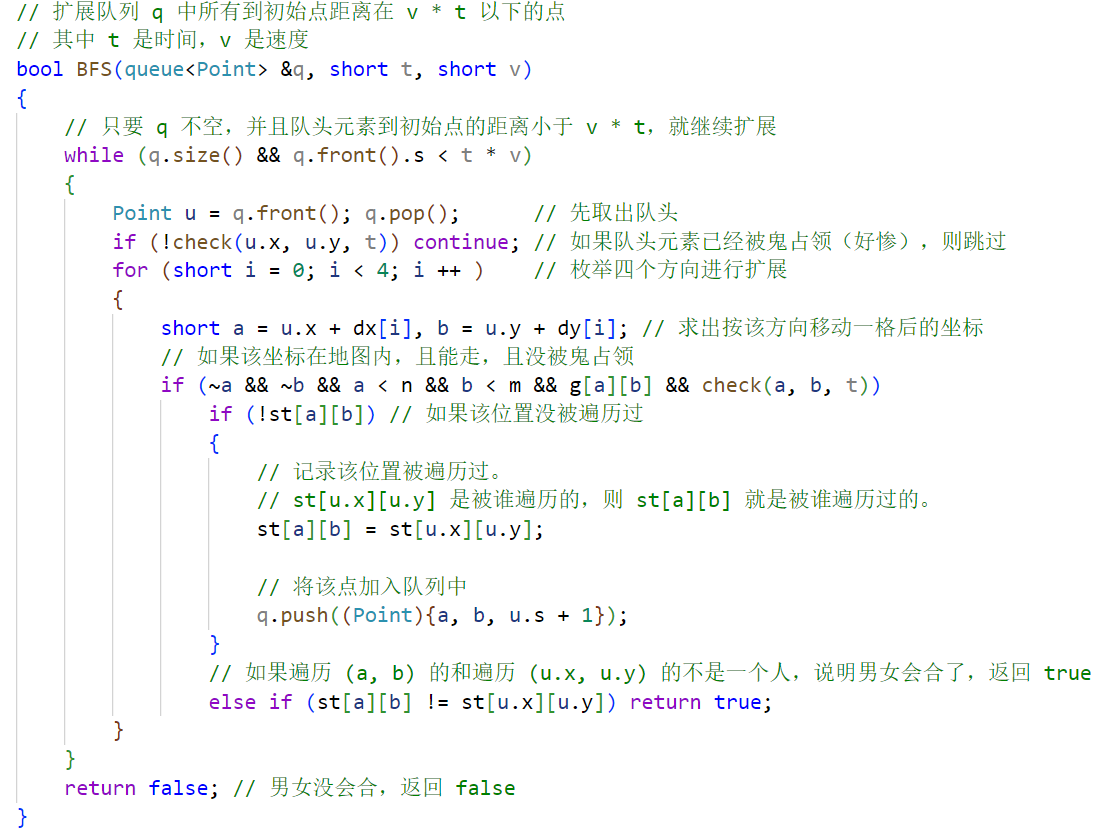 // 扩展队列 q 中所有到初始点距离在 v * t 以下的点
// 其中 t 是时间，v 是速度
bool BFS(queue<Point> &q, short t, short v)
{
    // 只要 q 不空，并且队头元素到初始点的距离小于 v * t，就继续扩展
    while (q.size() && q.front().s < t * v)
    {
        Point u = q.front(); q.pop();      // 先取出队头
        if (!check(u.x, u.y, t)) continue; // 如果队头元素已经被鬼占领（好惨），则跳过
        for (short i = 0; i < 4; i ++ )    // 枚举四个方向进行扩展
        {
            short a = u.x + dx[i], b = u.y + dy[i]; // 求出按该方向移动一格后的坐标
            // 如果该坐标在地图内，且能走，且没被鬼占领
            if (~a && ~b && a < n && b < m && g[a][b] && check(a, b, t))
                if (!st[a][b]) // 如果该位置没被遍历过
                {
                    // 记录该位置被遍历过。
                    // st[u.x][u.y] 是被谁遍历的，则 st[a][b] 就是被谁遍历过的。
                    st[a][b] = st[u.x][u.y];

                    // 将该点加入队列中
                    q.push((Point){a, b, u.s + 1});
                }
                // 如果遍历 (a, b) 的和遍历 (u.x, u.y) 的不是一个人，说明男女会合了，返回 true
                else if (st[a][b] != st[u.x][u.y]) return true;
        }
    }
    return false; // 男女没会合，返回 false
}